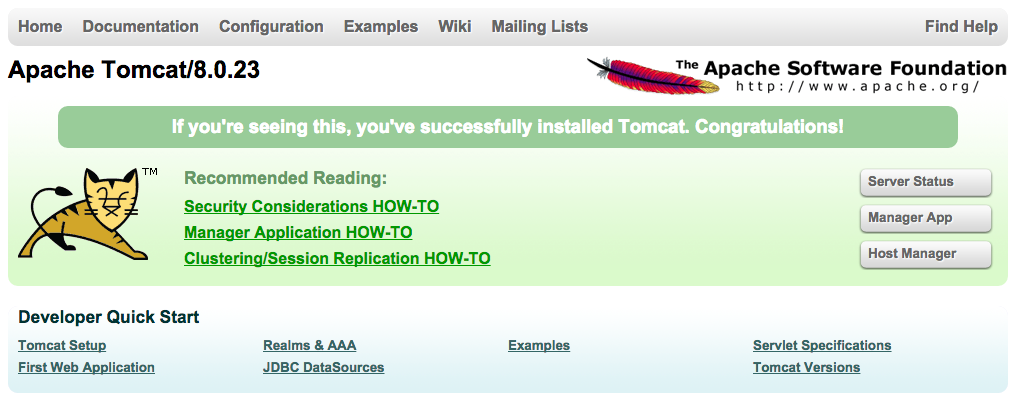 Home Documentation Configuration Examples Wiki Mailing Lists Find Help
Apache Tomcat/8.0.23
The Apache Software Foundation
http://www.apache.org/
If you're seeing this, you've successfully installed Tomcat. Congratulations!
TM
Recommended Reading:
Security Considerations HOW-TO
Manager Application HOW-TO
Clustering/Session Replication HOW-TO
Server Status
Manager App
Host Manager
Developer Quick Start
Tomcat Setup Realms & AAA Examples Servlet Specifications
First Web Application JDBC DataSources Tomcat Versions